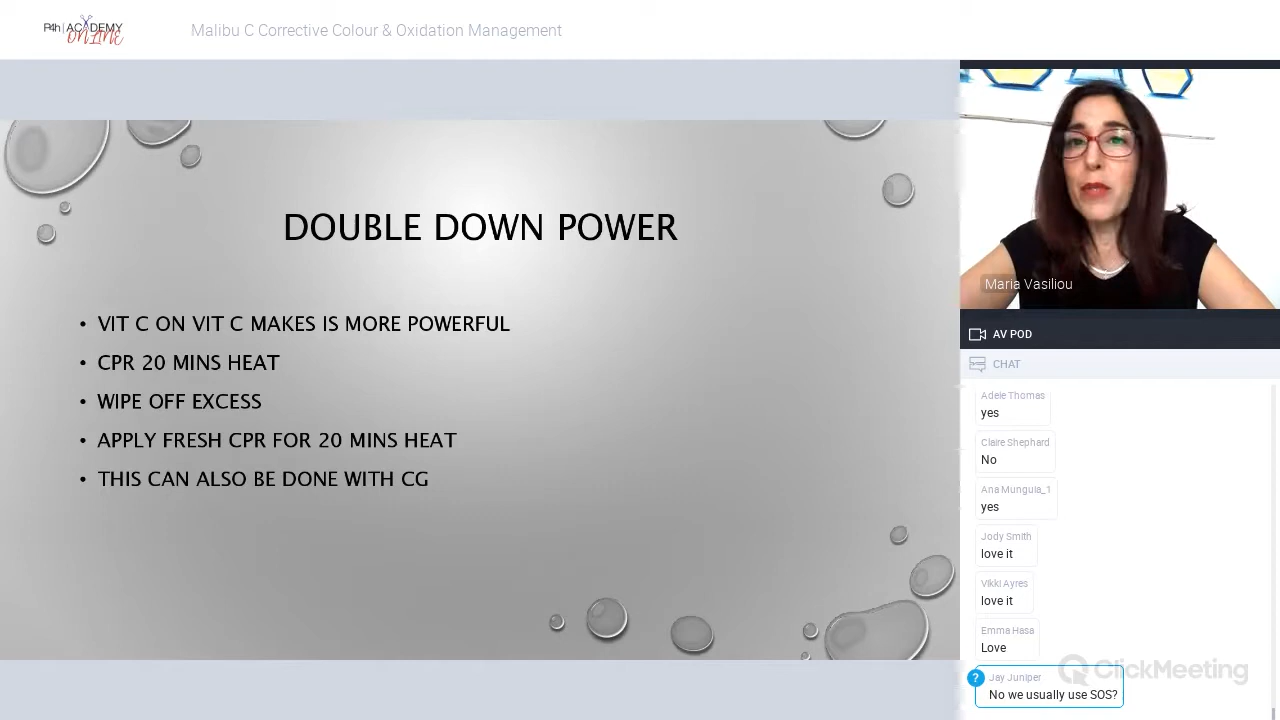 P4h | ACADEMY
ONLINE
Malibu C Corrective Colour & Oxidation Management
DOUBLE DOWN POWER
• VIT C ON VIT C MAKES IS MORE POWERFUL
• CPR 20 MINS HEAT
• WIPE OFF EXCESS
• APPLY FRESH CPR FOR 20 MINS HEAT
• THIS CAN ALSO BE DONE WITH CG
Maria Vasiliou
AV POD
CHAT
Adele Thomas
yes
Claire Shephard
No
Ana Munguia_1
yes
Jody Smith
love it
Vikki Ayres
love it
Emma Hasa
Love
ClickMeeting
? Jay Juniper
No we usually use SOS?